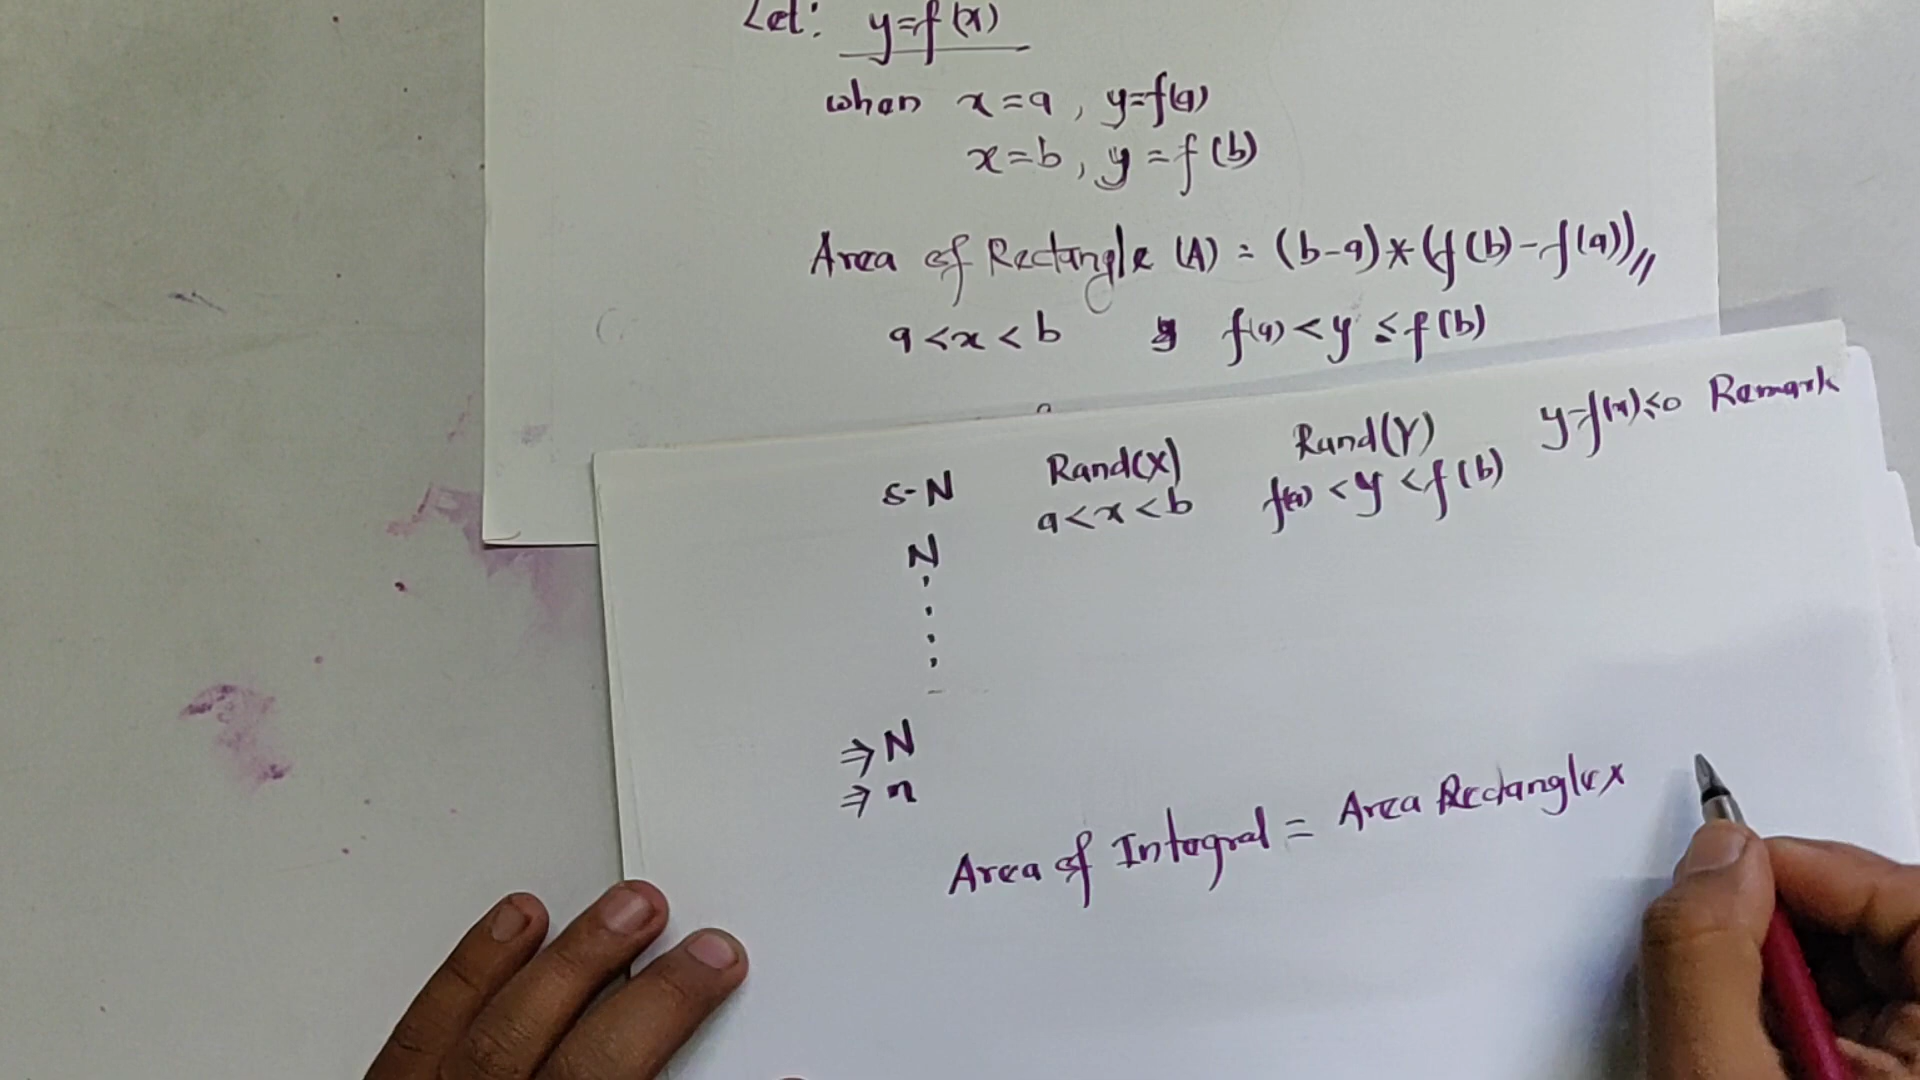 Let: y=f(x)
when x=a, y=f(a)
x=b, y=f(b)
Area of Rectangle (A) = (b-a)*(f(b)-f(a))//
a<x<b f(a)<y≤f(b)
S-N Rand(X) Rand(Y) y-f(x)≤0 Remark
a<x<b f(a)<y<f(b)
N
⇒N
⇒n
Area of Integral = Area Rectangle x